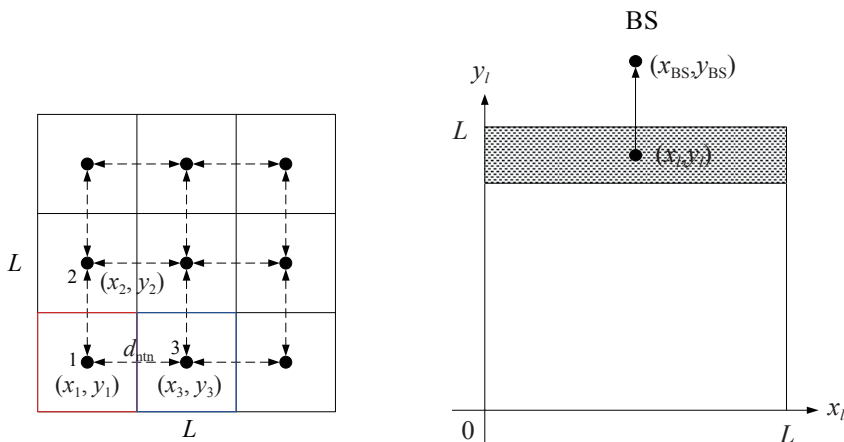 BS
(x_BS, y_BS)
y_l
L
(x_l, y_l)
0
L
x_l
L
2
(x_2, y_2)
1
d_ntn
3
(x_1, y_1)
(x_3, y_3)
L